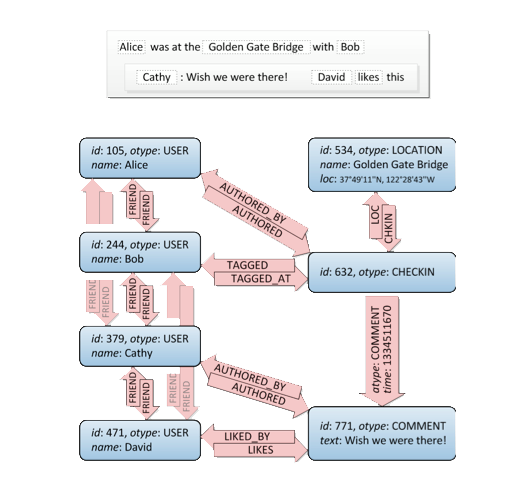 Alice was at the Golden Gate Bridge with Bob
Cathy : Wish we were there! David likes this
id: 105, otype: USER
name: Alice
id: 534, otype: LOCATION
name: Golden Gate Bridge
loc: 37°49'11"N, 122°28'43"W
FRIEND
FRIEND
AUTHORED_BY
AUTHORED
LOC
CHKIN
id: 244, otype: USER
name: Bob
TAGGED
TAGGED_AT
id: 632, otype: CHECKIN
FRIEND
FRIEND
FRIEND
FRIEND
otype: COMMENT
time: 1334511670
id: 379, otype: USER
name: Cathy
FRIEND
FRIEND
FRIEND
FRIEND
AUTHORED_BY
AUTHORED
id: 471, otype: USER
name: David
LIKED_BY
LIKES
id: 771, otype: COMMENT
text: Wish we were there!